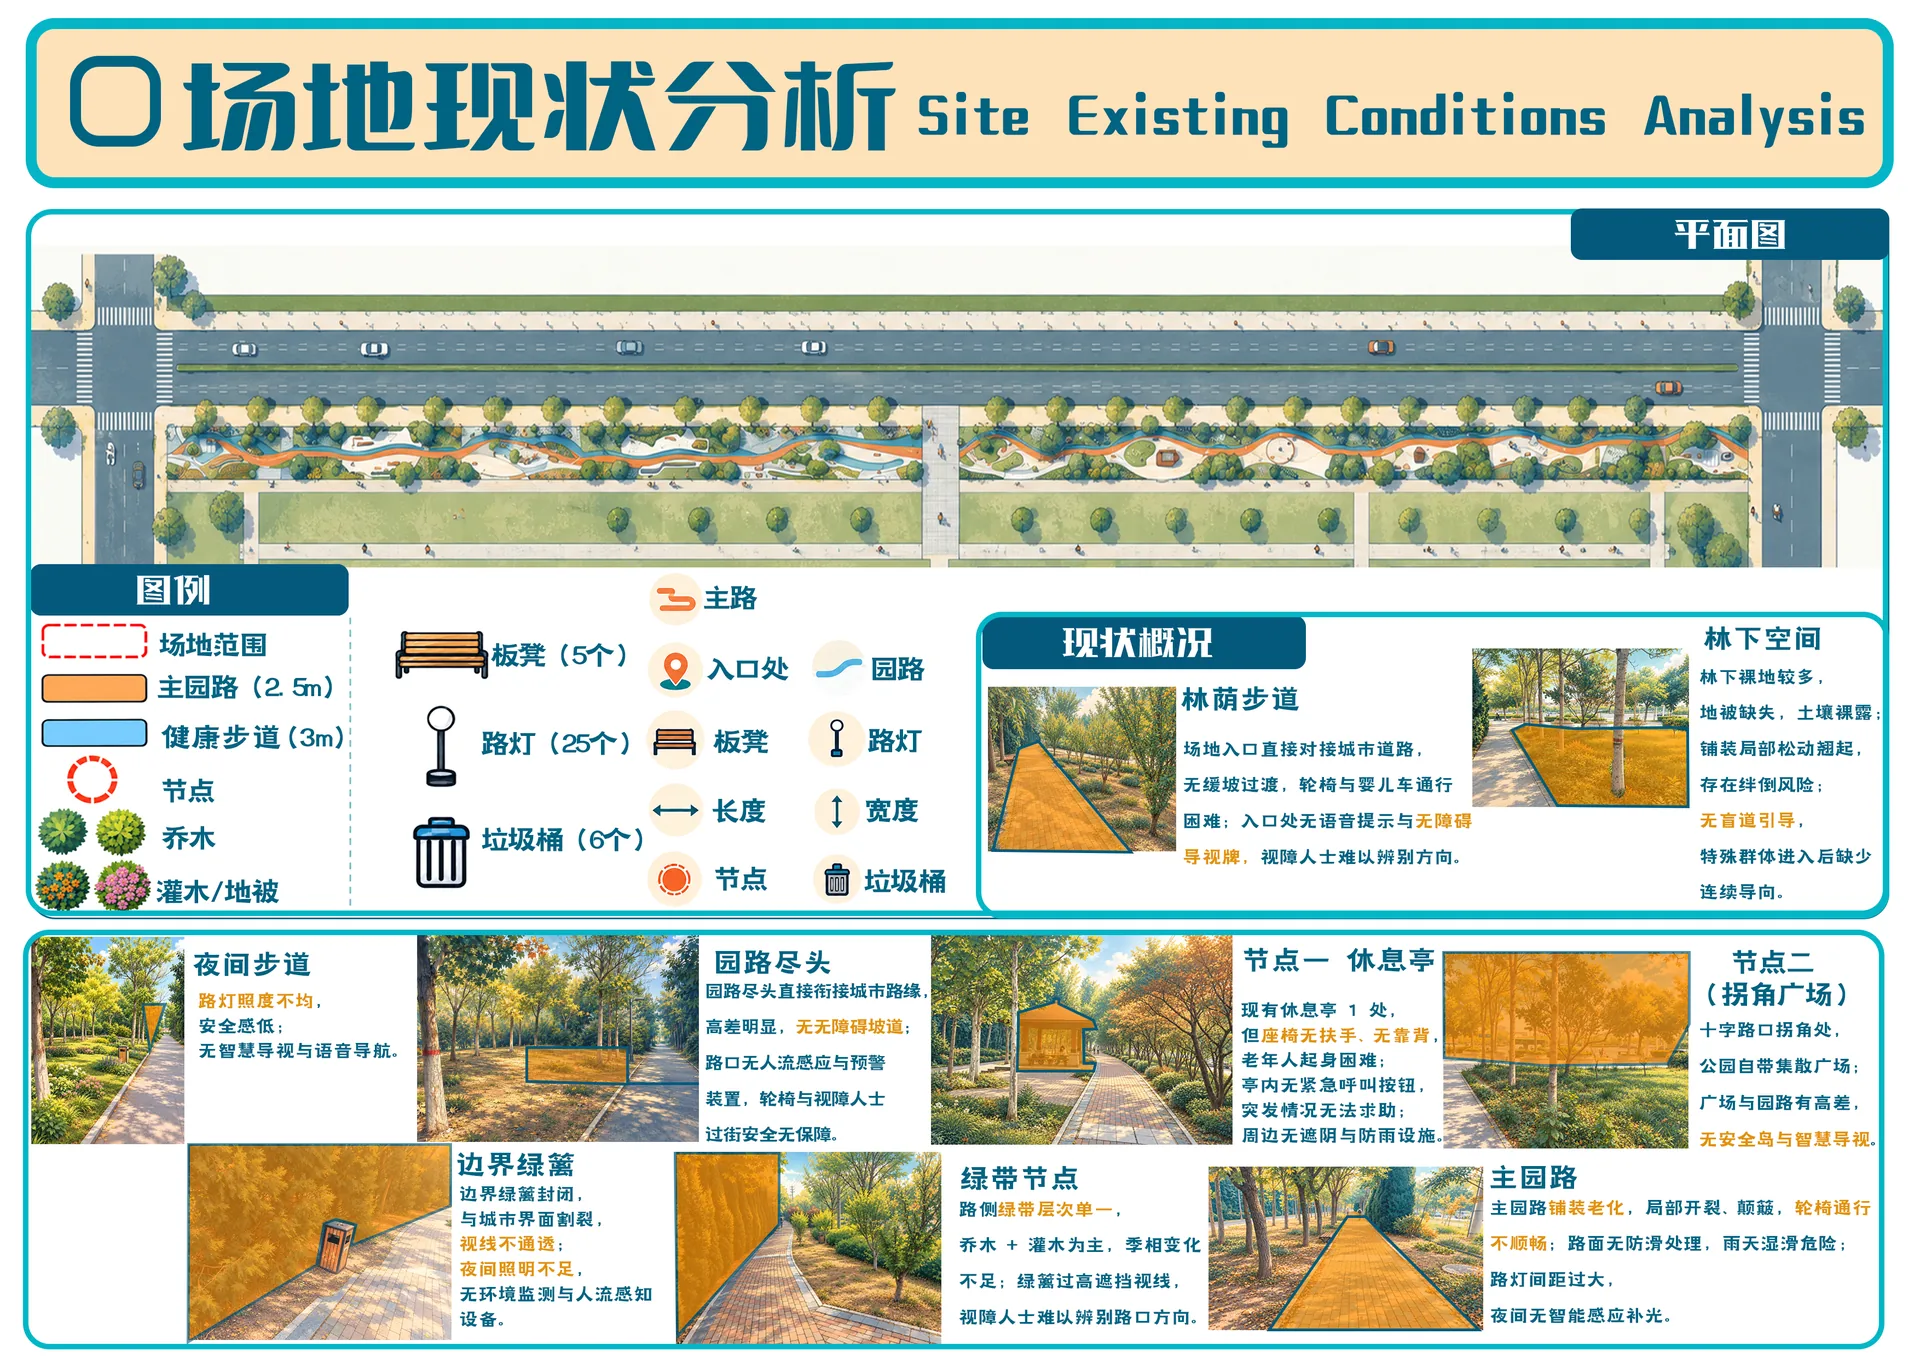 场地现状分析 Site Existing Conditions Analysis
平面图
图例
场地范围
主园路（2.5m）
健康步道(3m)
节点
乔木
灌木/地被
板凳（5个）
路灯（25个）
垃圾桶（6个）
主路
入口处
园路
板凳
路灯
长度
宽度
节点
垃圾桶
现状概况
林荫步道
场地入口直接对接城市道路，
无缓坡过渡，轮椅与婴儿车通行
困难；入口处无语音提示与无障碍
导视牌，视障人士难以辨别方向。
林下空间
林下裸地较多，
地被缺失，土壤裸露；
铺装局部松动翘起，
存在绊倒风险；
无盲道引导，
特殊群体进入后缺少
连续导向。
夜间步道
路灯照度不均，
安全感低；
无智慧导视与语音导航。
园路尽头
园路尽头直接衔接城市路缘，
高差明显，无无障碍坡道；
路口无人流感应与预警
装置，轮椅与视障人士
过街安全无保障。
节点一 休息亭
现有休息亭 1 处，
但座椅无扶手、无靠背，
老年人起身困难；
亭内无紧急呼叫按钮，
突发情况无法求助；
周边无遮阴与防雨设施。
节点二
（拐角广场）
十字路口拐角处，
公园自带集散广场；
广场与园路有高差，
无安全岛与智慧导视。
边界绿篱
边界绿篱封闭，
与城市界面割裂，
视线不通透；
夜间照明不足，
无环境监测与人流感知
设备。
绿带节点
路侧绿带层次单一，
乔木 + 灌木为主，季相变化
不足；绿篱过高遮挡视线，
视障人士难以辨别路口方向。
主园路
主园路铺装老化，局部开裂、颠簸，轮椅通行
不顺畅；路面无防滑处理，雨天湿滑危险；
路灯间距过大，
夜间无智能感应补光。